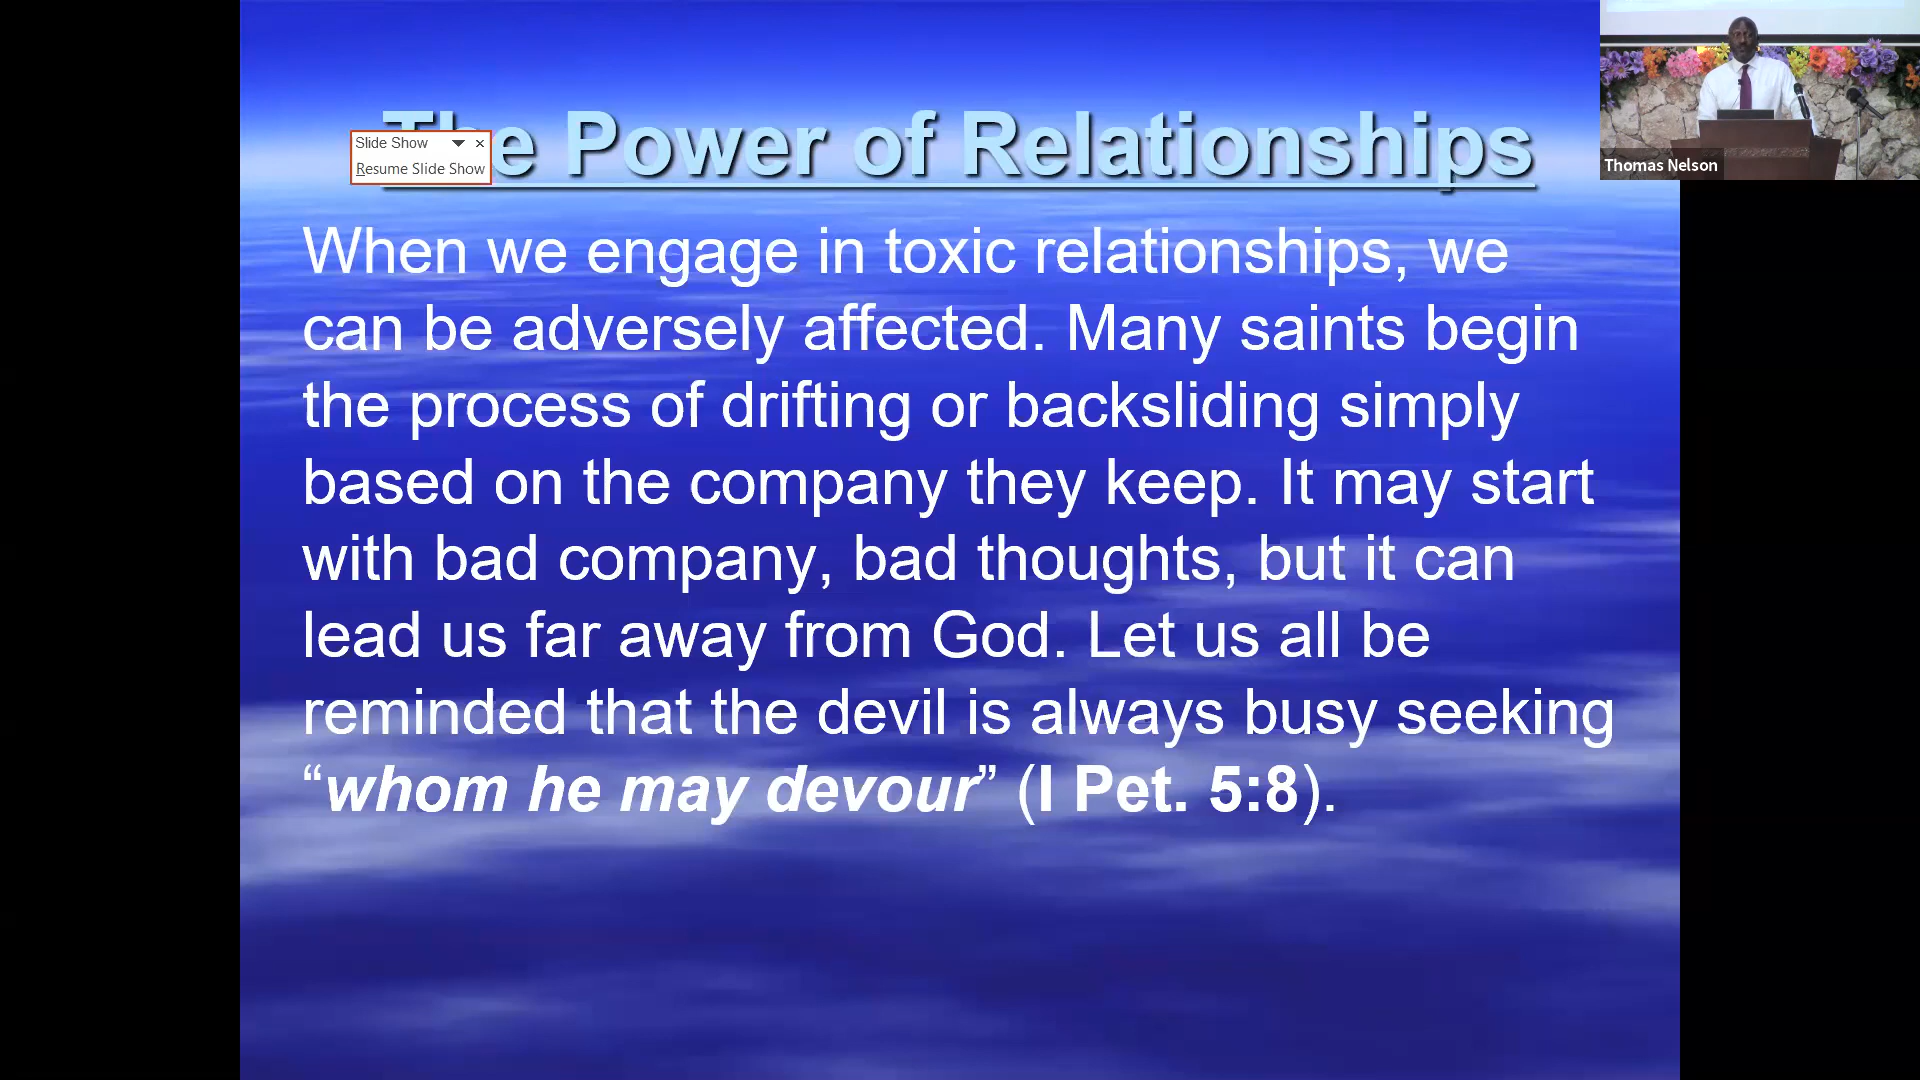 The Power of Relationships
Slide Show
Resume Slide Show
Thomas Nelson
When we engage in toxic relationships, we
can be adversely affected. Many saints begin
the process of drifting or backsliding simply
based on the company they keep. It may start
with bad company, bad thoughts, but it can
lead us far away from God. Let us all be
reminded that the devil is always busy seeking
“whom he may devour” (I Pet. 5:8).